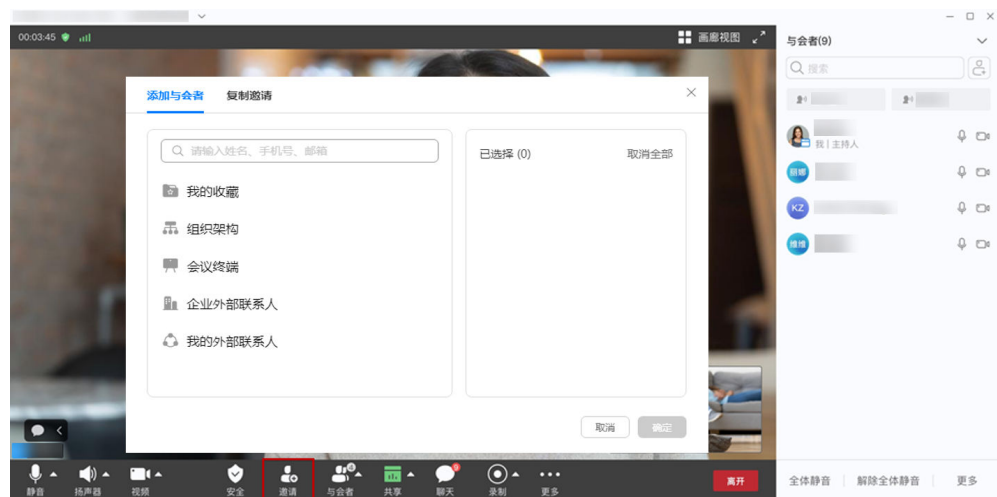 00:03:45
画廊视图
与会者(9)
搜索
添加与会者 复制邀请
请输入姓名、手机号、邮箱
我的收藏
组织架构
会议终端
企业外部联系人
我的外部联系人
已选择 (0) 取消全部
取消 确定
我 | 主持人
丽娜
KZ
维维
静音 扬声器 视频 安全 邀请 与会者 共享 聊天 录制 更多
离开
全体静音 解除全体静音 更多